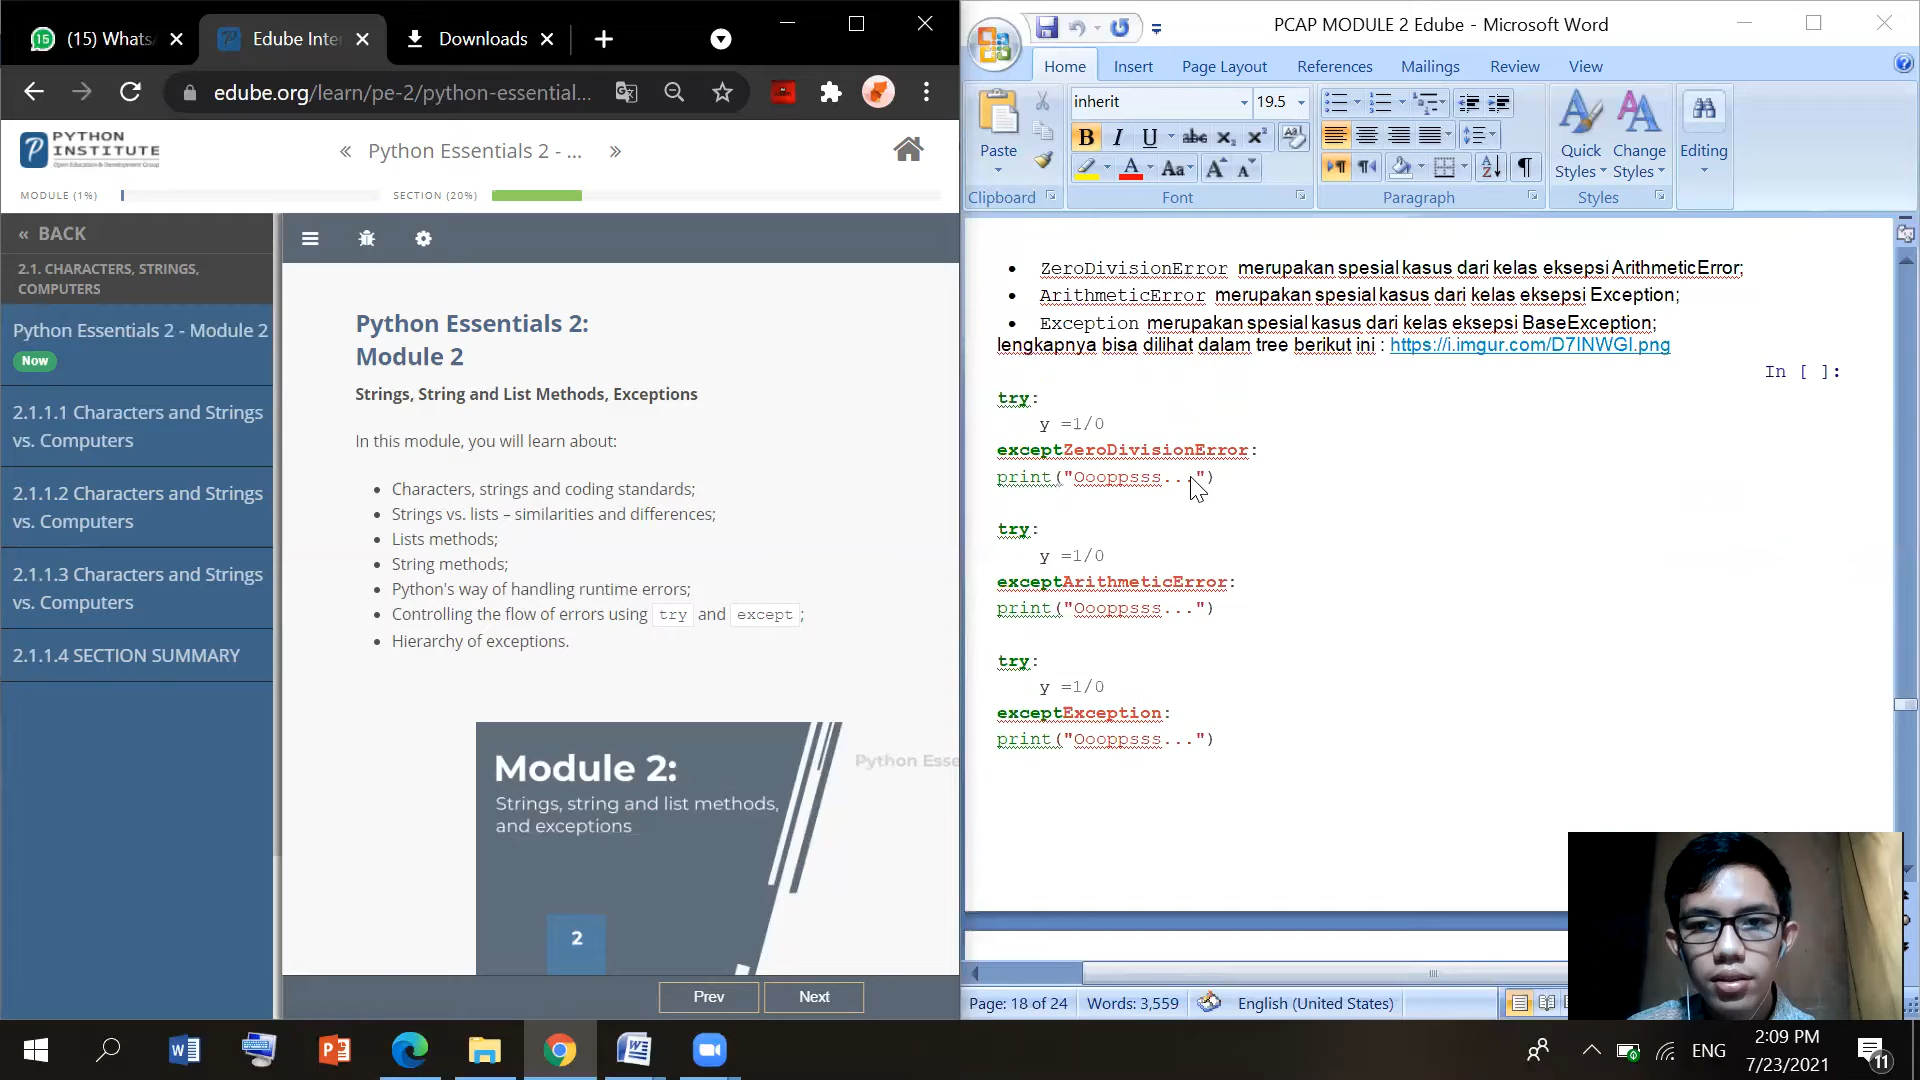 (15) Whats
Edube Inte
Downloads
edube.org/learn/pe-2/python-essential...
PYTHON INSTITUTE
Open Education & Development Group
« Python Essentials 2 - ... »
MODULE (1%)
SECTION (20%)
« BACK
2.1. CHARACTERS, STRINGS,
COMPUTERS
Python Essentials 2 - Module 2
Now
2.1.1.1 Characters and Strings
vs. Computers
2.1.1.2 Characters and Strings
vs. Computers
2.1.1.3 Characters and Strings
vs. Computers
2.1.1.4 SECTION SUMMARY
Python Essentials 2:
Module 2
Strings, String and List Methods, Exceptions
In this module, you will learn about:
• Characters, strings and coding standards;
• Strings vs. lists – similarities and differences;
• Lists methods;
• String methods;
• Python's way of handling runtime errors;
• Controlling the flow of errors using try and except;
• Hierarchy of exceptions.
Module 2:
Strings, string and list methods,
and exceptions
2
Python Esse
Prev
Next
PCAP MODULE 2 Edube - Microsoft Word
Home Insert Page Layout References Mailings Review View
Paste
Clipboard
inherit 19.5
B I U abc x₂ x²
Font
Paragraph
Quick
Styles
Change
Styles
Styles
Editing
• ZeroDivisionError merupakan spesial kasus dari kelas eksepsi ArithmeticError;
• ArithmeticError merupakan spesial kasus dari kelas eksepsi Exception;
• Exception merupakan spesial kasus dari kelas eksepsi BaseException;
lengkapnya bisa dilihat dalam tree berikut ini : https://i.imgur.com/D7INWGI.png
In [ ]:
try:
y =1/0
exceptZeroDivisionError:
print("Oooppsss...")
try:
y =1/0
exceptArithmeticError:
print("Oooppsss...")
try:
y =1/0
exceptException:
print("Oooppsss...")
Page: 18 of 24
Words: 3,559
English (United States)
ENG
2:09 PM
7/23/2021
11